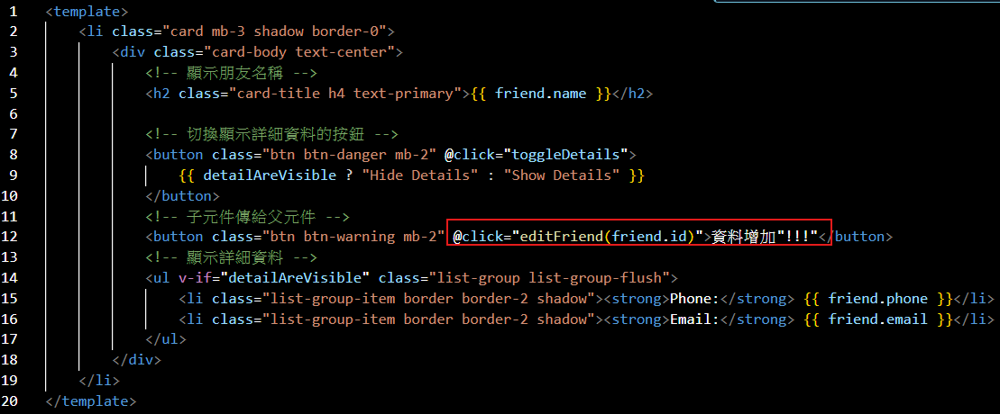 1 <template>
2 <li class="card mb-3 shadow border-0">
3 <div class="card-body text-center">
4 <!-- 顯示朋友名稱 -->
5 <h2 class="card-title h4 text-primary">{{ friend.name }}</h2>
6
7 <!-- 切換顯示詳細資料的按鈕 -->
8 <button class="btn btn-danger mb-2" @click="toggleDetails">
9 {{ detailAreVisible ? "Hide Details" : "Show Details" }}
10 </button>
11 <!-- 子元件傳給父元件 -->
12 <button class="btn btn-warning mb-2" @click="editFriend(friend.id)">資料增加"!!!"</button>
13 <!-- 顯示詳細資料 -->
14 <ul v-if="detailAreVisible" class="list-group list-group-flush">
15 <li class="list-group-item border border-2 shadow"><strong>Phone:</strong> {{ friend.phone }}</li>
16 <li class="list-group-item border border-2 shadow"><strong>Email:</strong> {{ friend.email }}</li>
17 </ul>
18 </div>
19 </li>
20 </template>